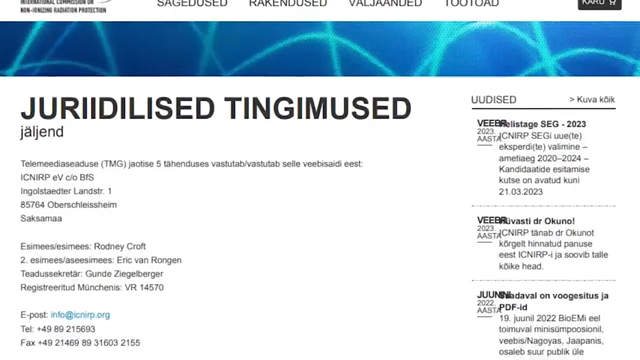 INTERNATIONAL COMMISSION ON
NON-IONIZING RADIATION PROTECTION
SAGEDUSED RAKENDUSED VÄLJAANDED TÖÖTOAD
KÄRU
JURIIDILISED TINGIMUSED
jäljend
Telemeediaseaduse (TMG) jaotise 5 tähenduses vastutab/vastutab selle veebisaidi eest:
ICNIRP eV c/o BfS
Ingolstaedter Landstr. 1
85764 Oberschleissheim
Saksamaa
Esimees/esimees: Rodney Croft
2. esimees/aseesimees: Eric van Rongen
Teadussekretär: Gunde Ziegelberger
Registreeritud Münchenis: VR 14570
E-post: info@icnirp.org
Tel: +49 89 215693
Fax +49 21469 89 31603 2155
UUDISED > Kuva kõik
VEEBR
2023.
AASTA
Helistage SEG - 2023
ICNIRP SEGi uue(te)
eksperdi(te) valimine –
ametiaeg 2020–2024 –
Kandidaatide esitamise
kutse on avatud kuni
21.03.2023
VEEBR
2023.
AASTA
Hüvasti dr Okuno!
ICNIRP tänab dr Okunot
kõrgelt hinnatud panuse
eest ICNIRP-i ja soovib talle
kõike head.
JUUNI
2022.
AASTA
Saadaval on voogesitus ja
PDF-id
19. juunil 2022 BioEMi eel
toimuval minisümpoosionil,
veebis/Nagoyas, Jaapanis,
osaleb suur publik üle